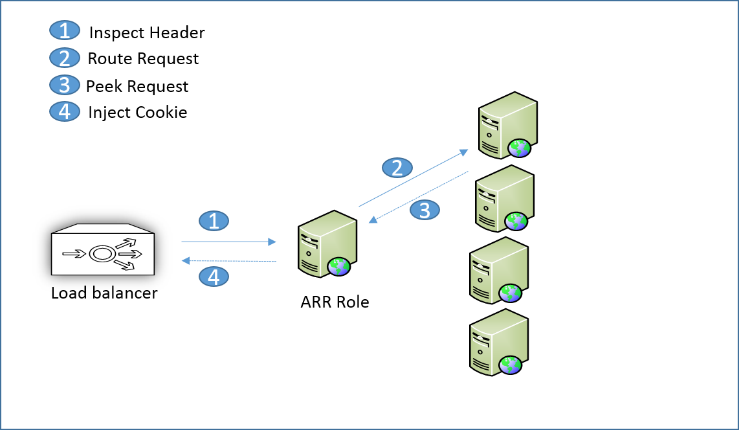 1 Inspect Header
2 Route Request
3 Peek Request
4 Inject Cookie
2
3
1
4
Load balancer
ARR Role